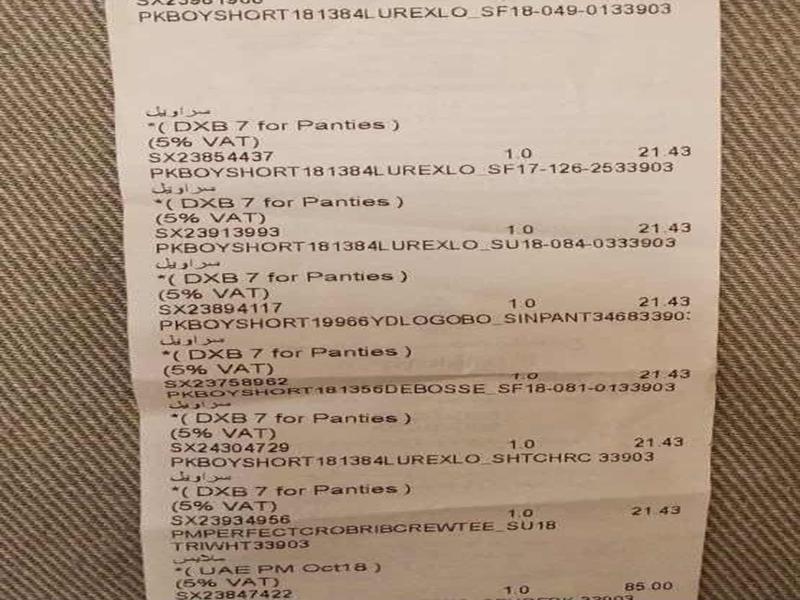 PKBOYSHORT181384LUREXLO_SF18-049-0133903
سراويل
*( DXB 7 for Panties )
(5% VAT)
SX23854437 1.0 21.43
PKBOYSHORT181384LUREXLO_SF17-126-2533903
سراويل
*( DXB 7 for Panties )
(5% VAT)
SX23913993 1.0 21.43
PKBOYSHORT181384LUREXLO_SU18-084-0333903
سراويل
*( DXB 7 for Panties )
(5% VAT)
SX23894117 1.0 21.43
PKBOYSHORT19966YDLOGOBO_SINPANT34683390
سراويل
*( DXB 7 for Panties )
(5% VAT)
SX23758962 1.0 21.43
PKBOYSHORT181356DEBOSSE_SF18-081-0133903
سراويل
*( DXB 7 for Panties )
(5% VAT)
SX24304729 1.0 21.43
PKBOYSHORT181384LUREXLO_SHTCHRC 33903
سراويل
*( DXB 7 for Panties )
(5% VAT)
SX23934956 1.0 21.43
PMPERFECTCROBRIBCREWTEE_SU18
TRIWHT33903
ملابس
*( UAE PM Oct18 )
(5% VAT)
SX23847422 1.0 85.00